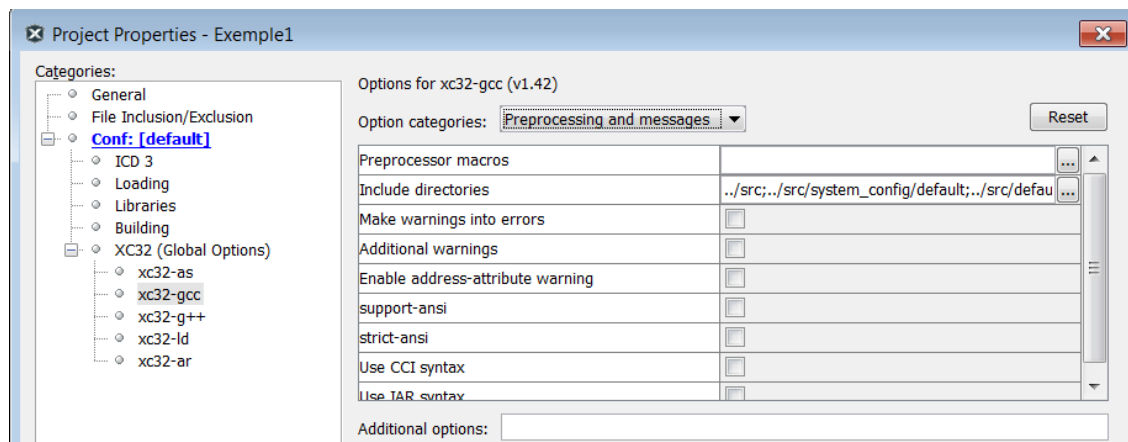 Project Properties - Exemple1
Categories:
General
File Inclusion/Exclusion
Conf: [default]
ICD 3
Loading
Libraries
Building
XC32 (Global Options)
xc32-as
xc32-gcc
xc32-g++
xc32-ld
xc32-ar
Options for xc32-gcc (v1.42)
Option categories: Preprocessing and messages
Reset
Preprocessor macros ...
Include directories ../src;../src/system_config/default;../src/defau ...
Make warnings into errors
Additional warnings
Enable address-attribute warning
support-ansi
strict-ansi
Use CCI syntax
Use IAR syntax
Additional options: